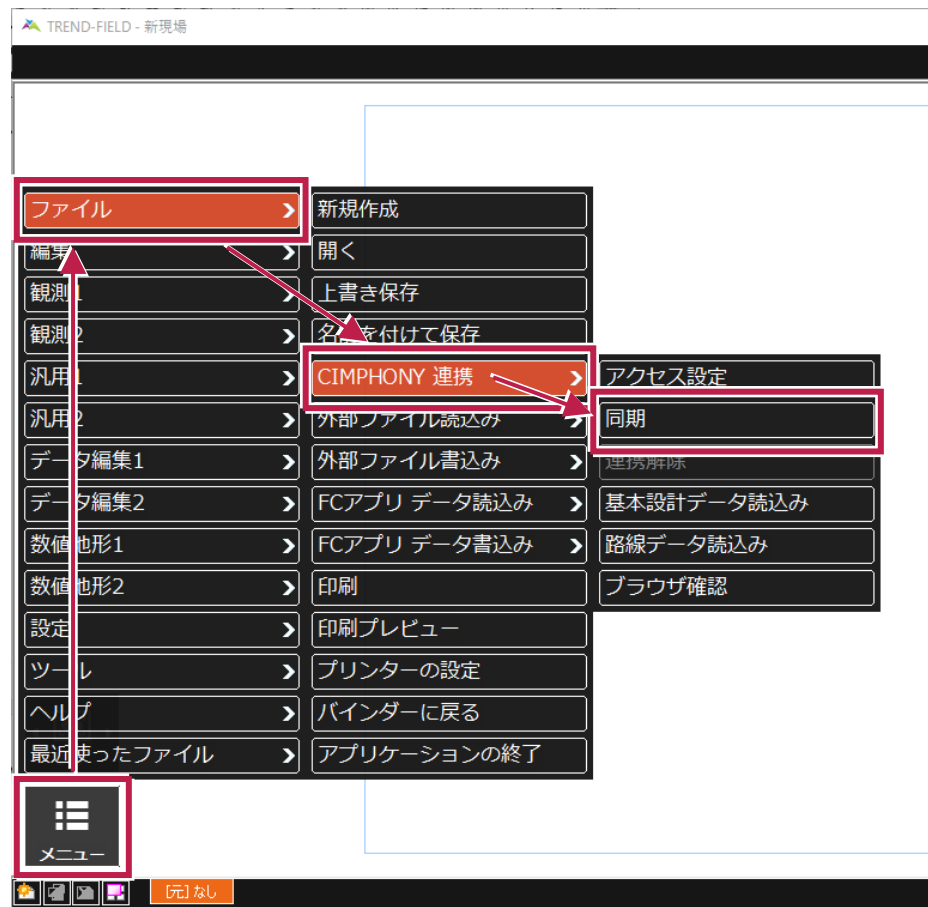 TREND-FIELD - 新現場
ファイル
編集
観測1
観測2
汎用1
汎用2
データ編集1
データ編集2
数値地形1
数値地形2
設定
ツール
ヘルプ
最近使ったファイル
新規作成
開く
上書き保存
名前を付けて保存
CIMPHONY 連携
外部ファイル読込み
外部ファイル書込み
FCアプリ データ読込み
FCアプリ データ書込み
印刷
印刷プレビュー
プリンターの設定
バインダーに戻る
アプリケーションの終了
アクセス設定
同期
連携解除
基本設計データ読込み
路線データ読込み
ブラウザ確認
メニュー
[元] なし